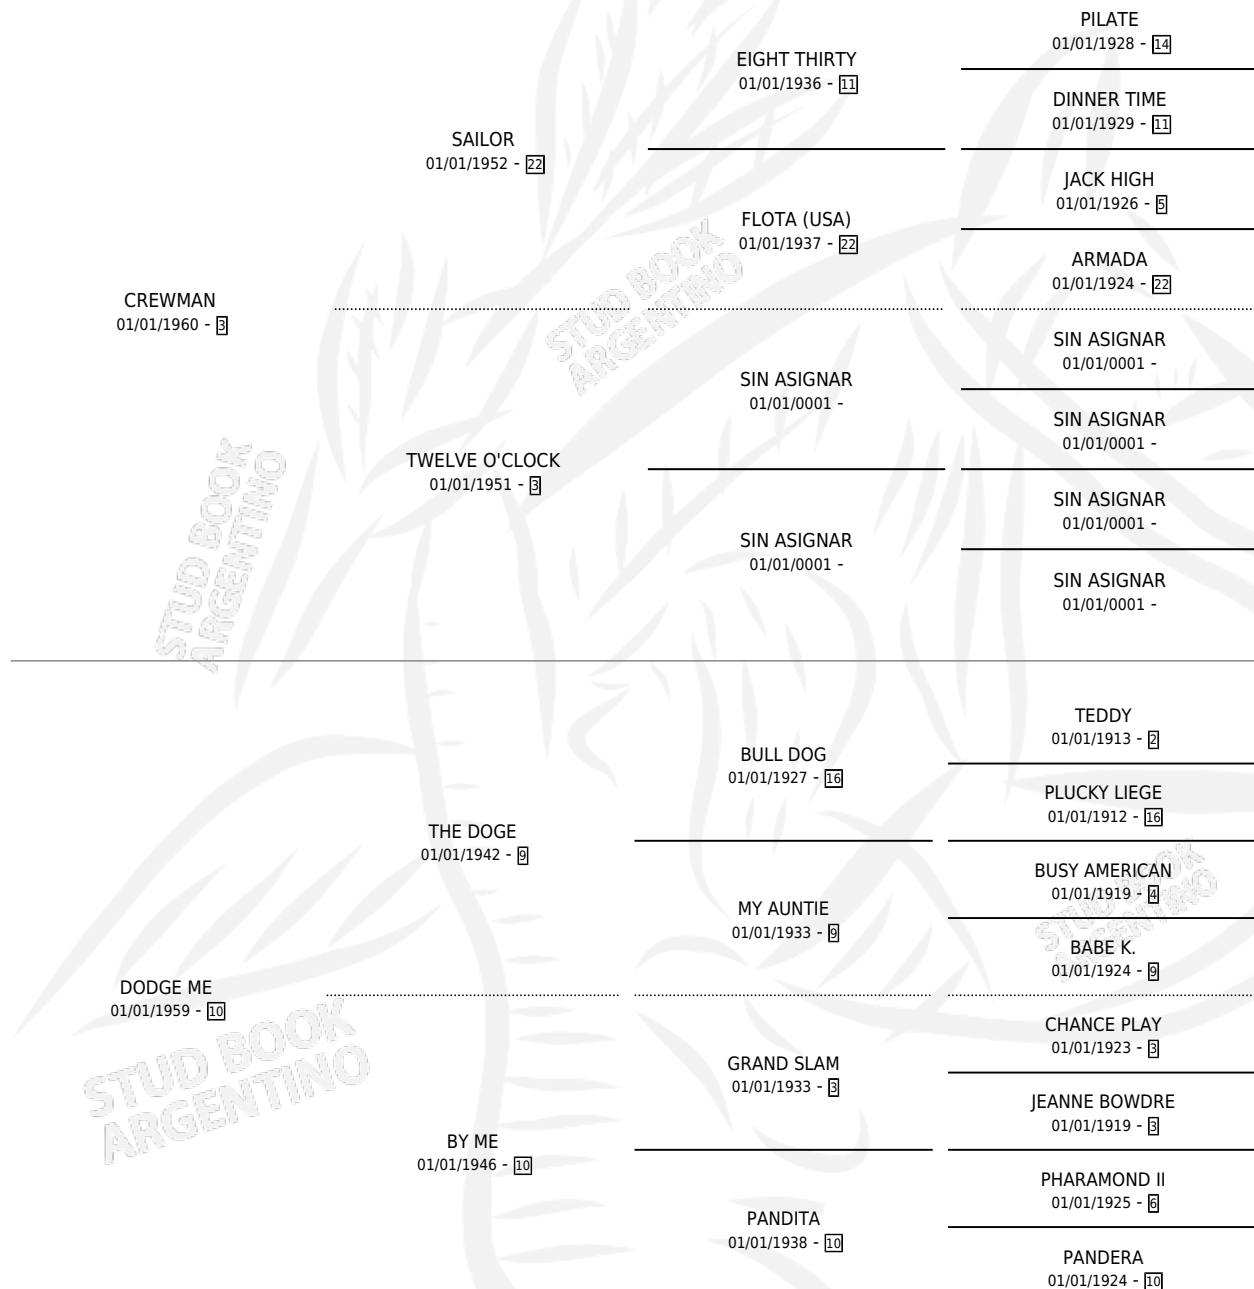 PILATE
01/01/1928 - 14
EIGHT THIRTY
01/01/1936 - 11
DINNER TIME
01/01/1929 - 11
SAILOR
01/01/1952 - 22
JACK HIGH
01/01/1926 - 5
FLOTA (USA)
01/01/1937 - 22
ARMADA
01/01/1924 - 22
CREWMAN
01/01/1960 - 3
SIN ASIGNAR
01/01/0001 -
SIN ASIGNAR
01/01/0001 -
SIN ASIGNAR
01/01/0001 -
TWELVE O'CLOCK
01/01/1951 - 3
SIN ASIGNAR
01/01/0001 -
SIN ASIGNAR
01/01/0001 -
SIN ASIGNAR
01/01/0001 -
STUD BOOK
ARGENTINO
STUD BOOK
ARGENTINO
TEDDY
01/01/1913 - 2
BULL DOG
01/01/1927 - 16
PLUCKY LIEGE
01/01/1912 - 16
THE DOGE
01/01/1942 - 9
BUSY AMERICAN
01/01/1919 - 4
MY AUNTIE
01/01/1933 - 9
BABE K.
01/01/1924 - 9
STUD BOOK
ARGENTINO
DODGE ME
01/01/1959 - 10
CHANCE PLAY
01/01/1923 - 3
GRAND SLAM
01/01/1933 - 3
JEANNE BOWDRE
01/01/1919 - 3
BY ME
01/01/1946 - 10
PHARAMOND II
01/01/1925 - 6
PANDITA
01/01/1938 - 10
PANDERA
01/01/1924 - 10
STUD BOOK
ARGENTINO